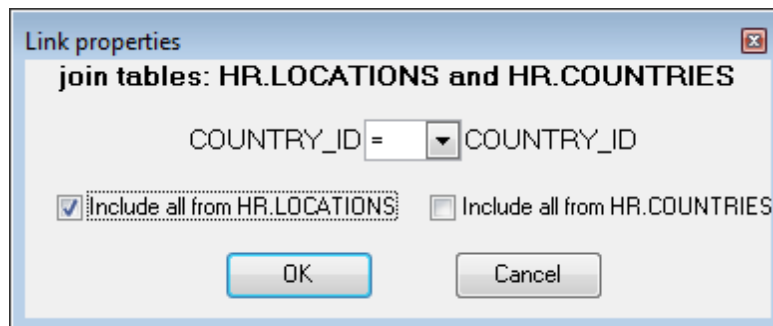 Link properties
join tables: HR.LOCATIONS and HR.COUNTRIES
COUNTRY_ID = COUNTRY_ID
Include all from HR.LOCATIONS Include all from HR.COUNTRIES
OK Cancel